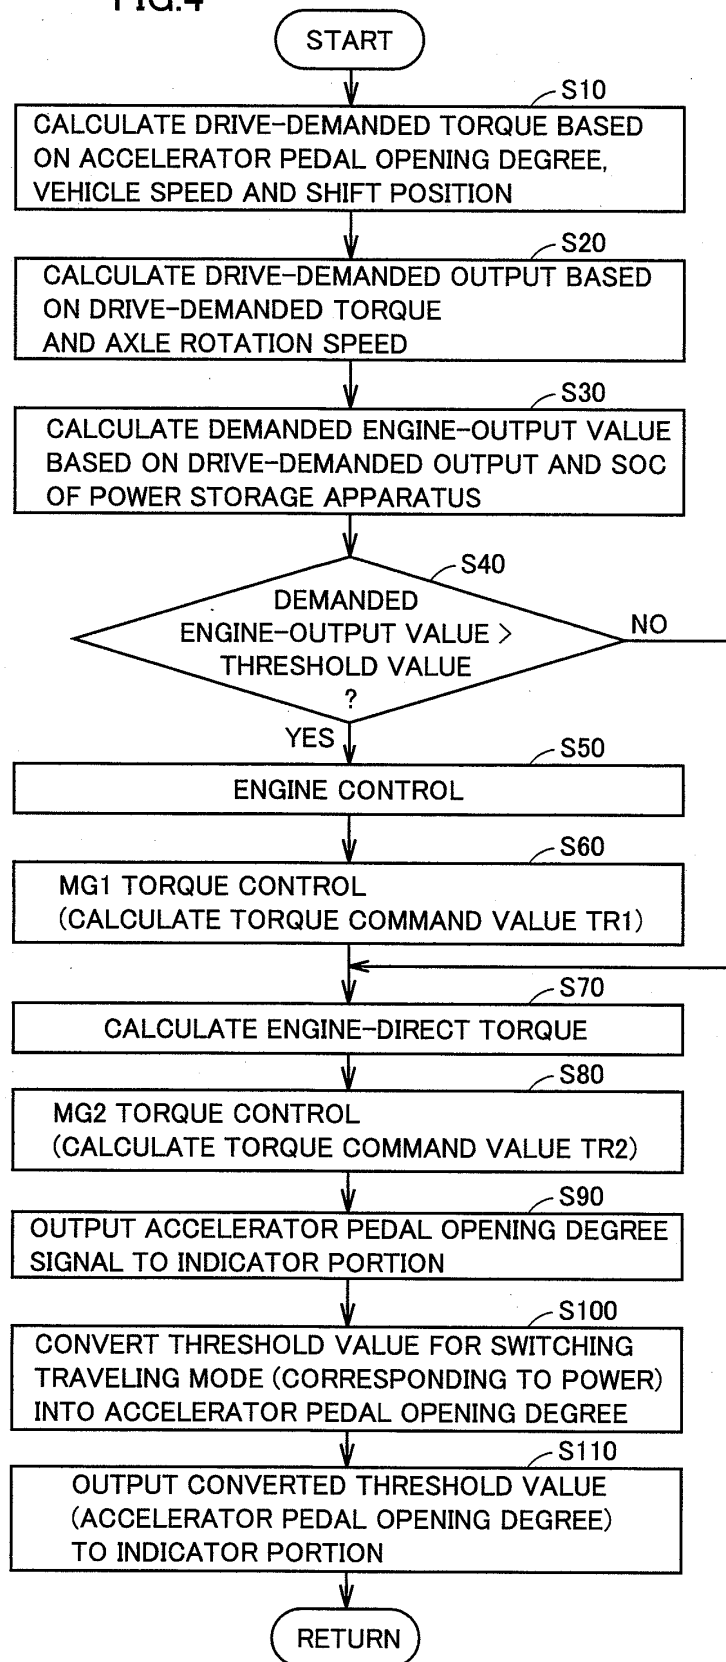 FIG.4
START
S10
CALCULATE DRIVE-DEMANDED TORQUE BASED
ON ACCELERATOR PEDAL OPENING DEGREE,
VEHICLE SPEED AND SHIFT POSITION
S20
CALCULATE DRIVE-DEMANDED OUTPUT BASED
ON DRIVE-DEMANDED TORQUE
AND AXLE ROTATION SPEED
S30
CALCULATE DEMANDED ENGINE-OUTPUT VALUE
BASED ON DRIVE-DEMANDED OUTPUT AND SOC
OF POWER STORAGE APPARATUS
S40
DEMANDED
ENGINE-OUTPUT VALUE >
THRESHOLD VALUE
?
NO
YES
S50
ENGINE CONTROL
S60
MG1 TORQUE CONTROL
(CALCULATE TORQUE COMMAND VALUE TR1)
S70
CALCULATE ENGINE-DIRECT TORQUE
S80
MG2 TORQUE CONTROL
(CALCULATE TORQUE COMMAND VALUE TR2)
S90
OUTPUT ACCELERATOR PEDAL OPENING DEGREE
SIGNAL TO INDICATOR PORTION
S100
CONVERT THRESHOLD VALUE FOR SWITCHING
TRAVELING MODE (CORRESPONDING TO POWER)
INTO ACCELERATOR PEDAL OPENING DEGREE
S110
OUTPUT CONVERTED THRESHOLD VALUE
(ACCELERATOR PEDAL OPENING DEGREE)
TO INDICATOR PORTION
RETURN